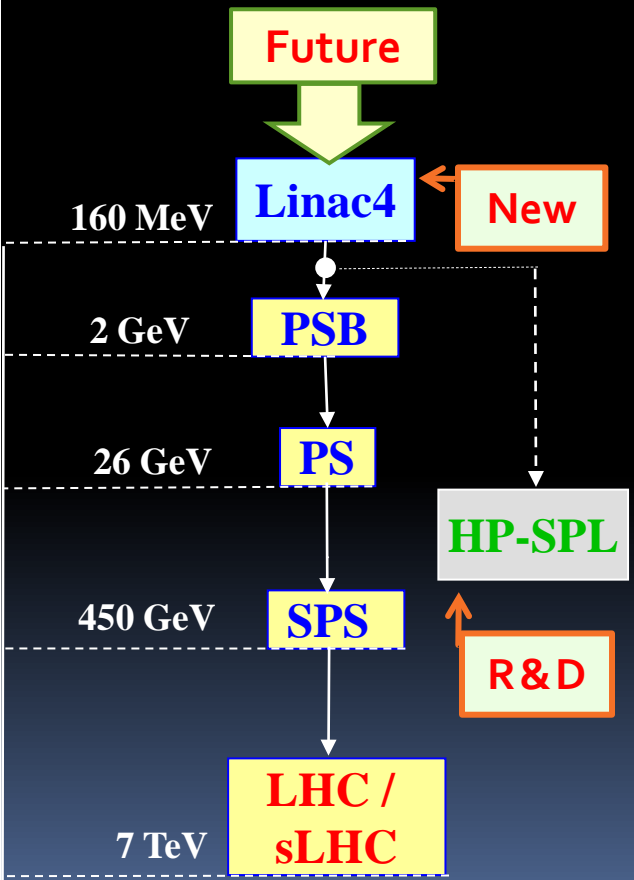 Future
Linac4
New
160 MeV
2 GeV
PSB
26 GeV
PS
HP-SPL
450 GeV
SPS
R&D
LHC /
sLHC
7 TeV